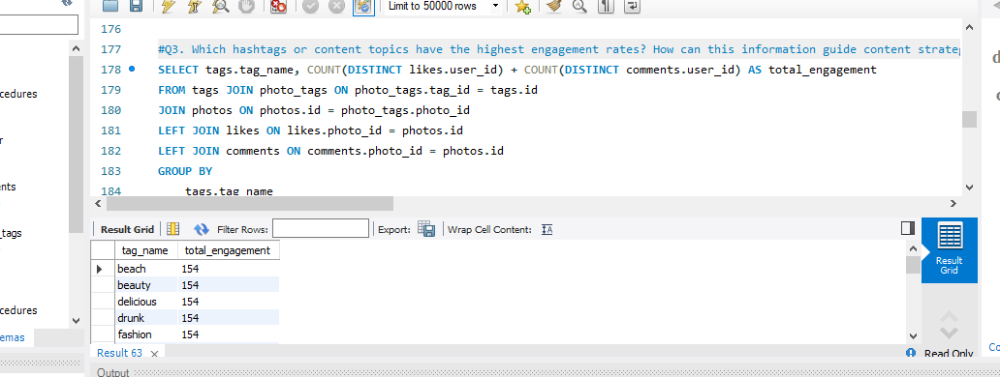 Limit to 50000 rows
176
177 #Q3. Which hashtags or content topics have the highest engagement rates? How can this information guide content strate
178 SELECT tags.tag_name, COUNT(DISTINCT likes.user_id) + COUNT(DISTINCT comments.user_id) AS total_engagement
179 FROM tags JOIN photo_tags ON photo_tags.tag_id = tags.id
180 JOIN photos ON photos.id = photo_tags.photo_id
181 LEFT JOIN likes ON likes.photo_id = photos.id
182 LEFT JOIN comments ON comments.photo_id = photos.id
183 GROUP BY
184 tags.tag_name
cedures
r
nts
_tags
cedures
emas
Result Grid Filter Rows: Export: Wrap Cell Content: IA
tag_name total_engagement
beach 154
beauty 154
delicious 154
drunk 154
fashion 154
Result Grid
Result 63 x
Read Only
Output
d
c
Co